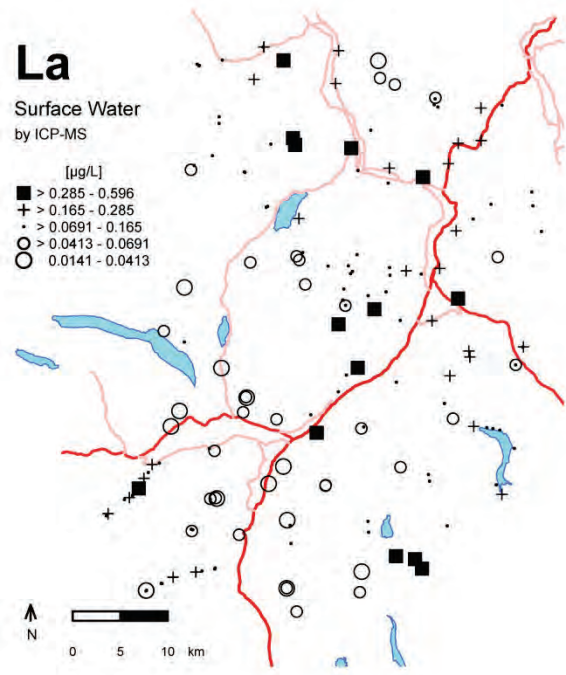 La
Surface Water
by ICP-MS
[µg/L]
> 0.285 - 0.596
> 0.165 - 0.285
> 0.0691 - 0.165
> 0.0413 - 0.0691
0.0141 - 0.0413
N
0 5 10 km